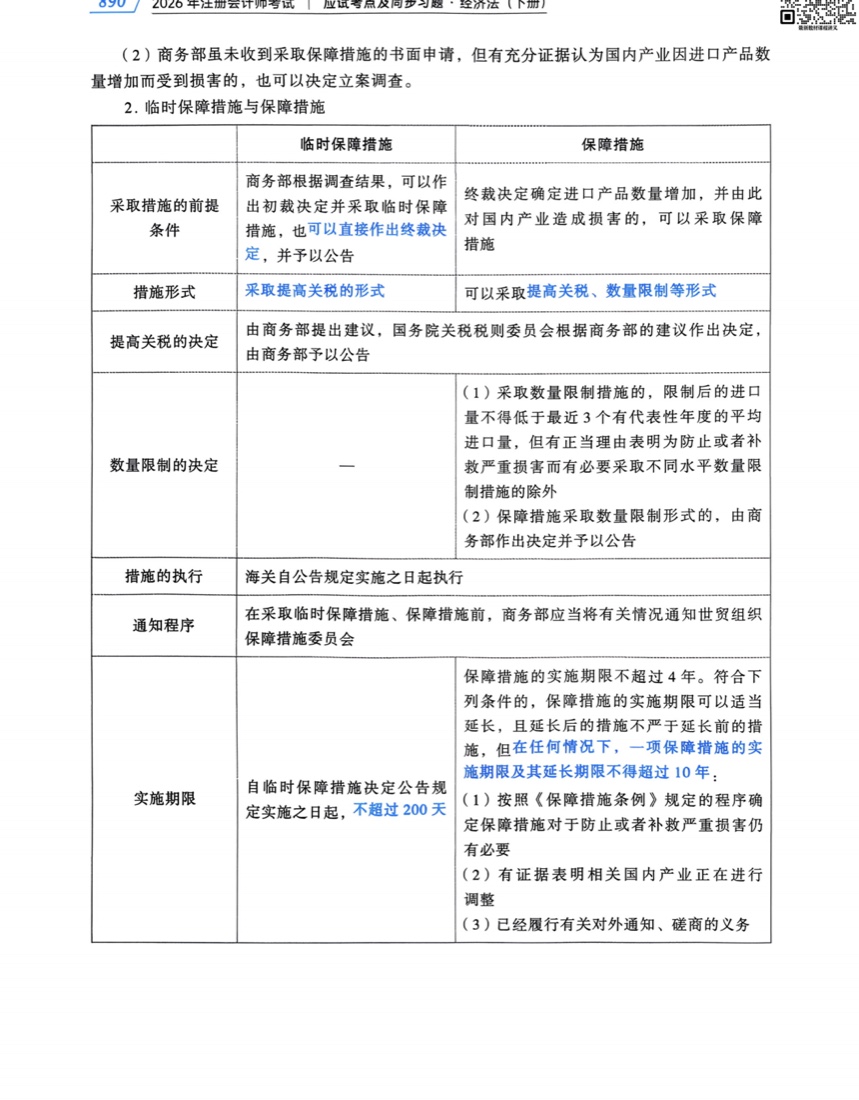 890 2026年注册会计师考试 | 应试考点及同步习题·经济法（下册）
（2）商务部虽未收到采取保障措施的书面申请，但有充分证据认为国内产业因进口产品数
量增加而受到损害的，也可以决定立案调查。
2. 临时保障措施与保障措施
临时保障措施
保障措施
采取措施的前提
条件
商务部根据调查结果，可以作
出初裁决定并采取临时保障
措施，也可以直接作出终裁决
定，并予以公告
终裁决定确定进口产品数量增加，并由此
对国内产业造成损害的，可以采取保障
措施
措施形式
采取提高关税的形式
可以采取提高关税、数量限制等形式
提高关税的决定
由商务部提出建议，国务院关税税则委员会根据商务部的建议作出决定，
由商务部予以公告
数量限制的决定
—
（1）采取数量限制措施的，限制后的进口
量不得低于最近3个有代表性年度的平均
进口量，但有正当理由表明为防止或者补
救严重损害而有必要采取不同水平数量限
制措施的除外
（2）保障措施采取数量限制形式的，由商
务部作出决定并予以公告
措施的执行
海关自公告规定实施之日起执行
通知程序
在采取临时保障措施、保障措施前，商务部应当将有关情况通知世贸组织
保障措施委员会
实施期限
自临时保障措施决定公告规
定实施之日起，不超过200天
保障措施的实施期限不超过4年。符合下
列条件的，保障措施的实施期限可以适当
延长，且延长后的措施不严于延长前的措
施，但在任何情况下，一项保障措施的实
施期限及其延长期限不得超过10年：
（1）按照《保障措施条例》规定的程序确
定保障措施对于防止或者补救严重损害仍
有必要
（2）有证据表明相关国内产业正在进行
调整
（3）已经履行有关对外通知、磋商的义务